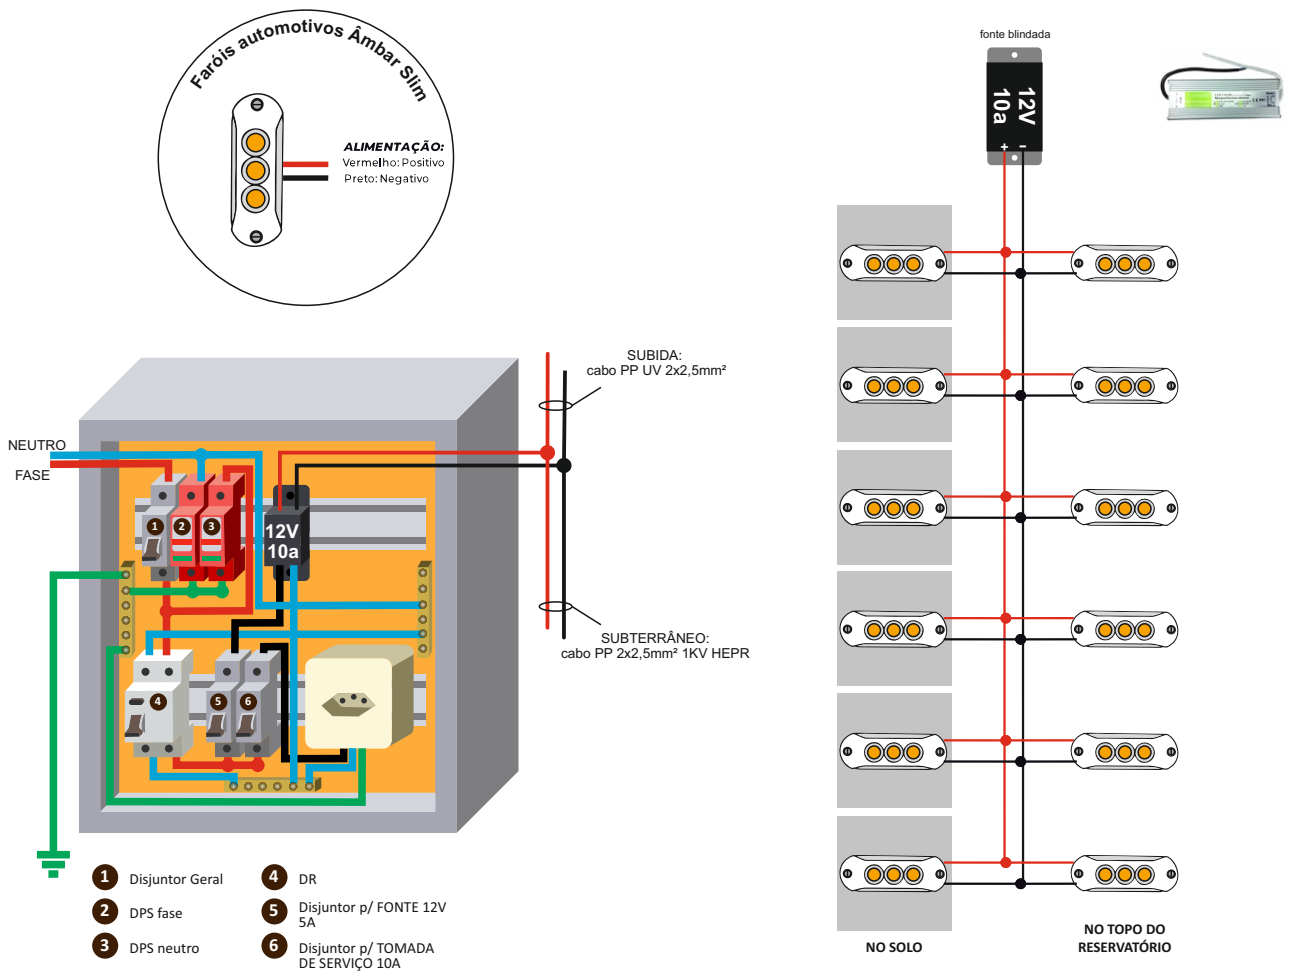 Faróis automotivos Âmbar Slim
ALIMENTAÇÃO:
Vermelho: Positivo
Preto: Negativo
fonte blindada
12V
10a
+ −
SUBIDA:
cabo PP UV 2x2,5mm²
NEUTRO
FASE
1
2
3
12V
10a
SUBTERRÂNEO:
cabo PP 2x2,5mm² 1KV HEPR
4
5
6
1 Disjuntor Geral
2 DPS fase
3 DPS neutro
4 DR
5 Disjuntor p/ FONTE 12V
5A
6 Disjuntor p/ TOMADA
DE SERVIÇO 10A
NO SOLO
NO TOPO DO
RESERVATÓRIO